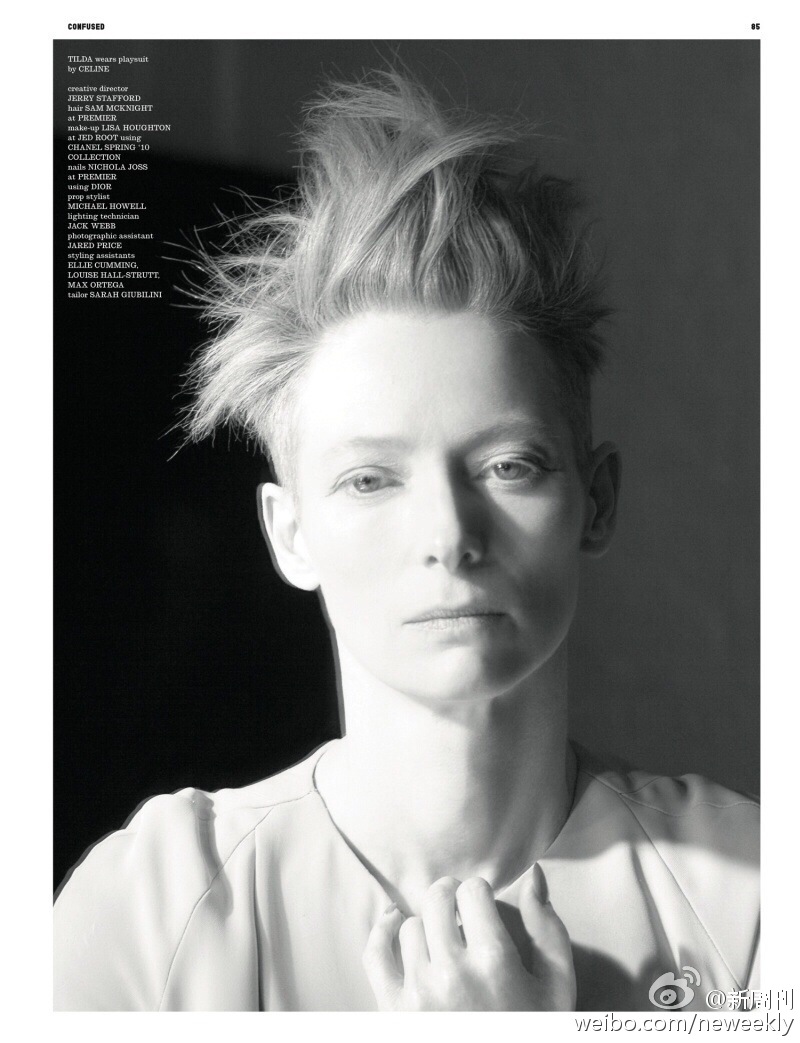 CONFUSED
85
TILDA wears playsuit
by CELINE
creative director
JERRY STAFFORD
hair SAM MCKNIGHT
at PREMIER
make-up LISA HOUGHTON
at JED ROOT using
CHANEL SPRING '10
COLLECTION
nails NICHOLA JOSS
at PREMIER
using DIOR
prop stylist
MICHAEL HOWELL
lighting technician
JACK WEBB
photographic assistant
JARED PRICE
styling assistants
ELLIE CUMMING,
LOUISE HALL-STRUTT,
MAX ORTEGA
tailor SARAH GIUBILINI
@新周刊
weibo.com/neweekly